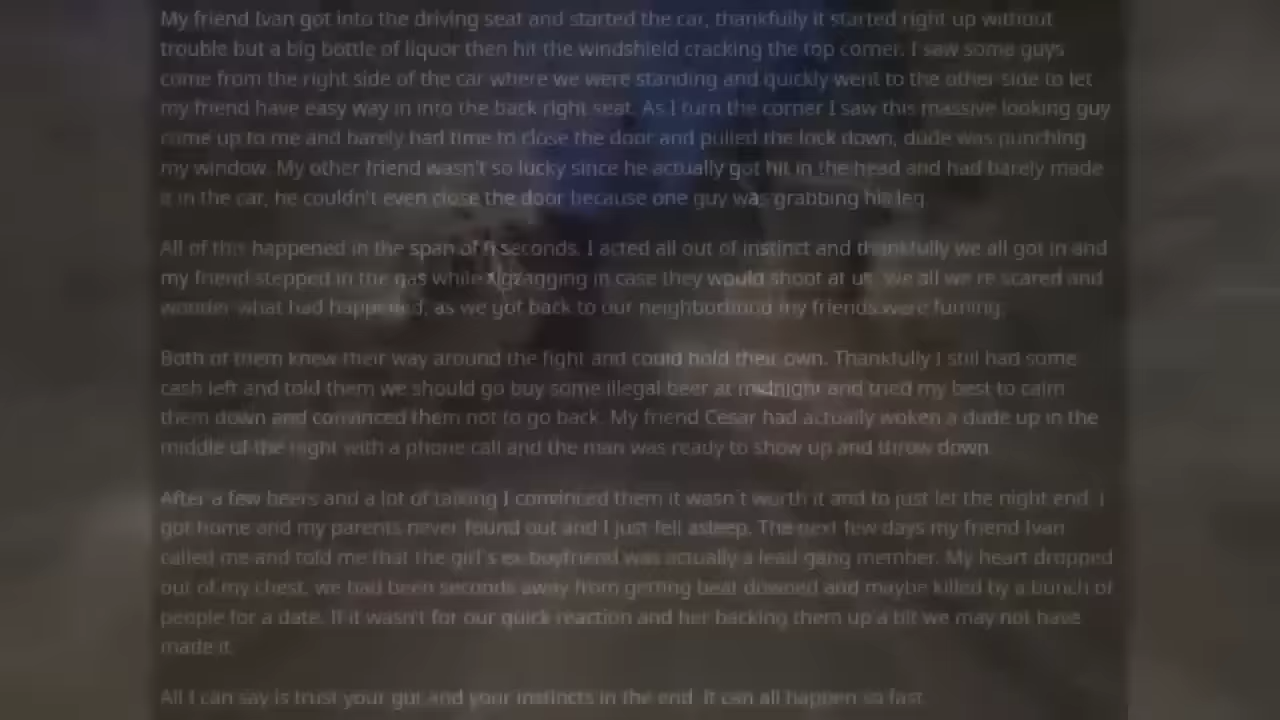 My friend Ivan got into the driving seat and started the car, thankfully it started right up without
trouble but a big bottle of liquor then hit the windshield cracking the top corner. I saw some guys
come from the right side of the car where we were standing and quickly went to the other side to let
my friend have easy way in into the back right seat. As I turn the corner I saw this massive looking guy
come up to me and barely had time to close the door and pulled the lock down, dude was punching
my window. My other friend wasn't so lucky since he actually got hit in the head and had barely made
it in the car, he couldn't even close the door because one guy was grabbing his leg.
All of this happened in the span of seconds. I acted all out of instinct and thankfully we all got in and
my friend stepped in the gas while zigzagging in case they would shoot at us, we all we re scared and
wonder what had happened, as we got back to our neighborhood my friends were fuming.
Both of them knew their way around the fight and could hold their own. Thankfully I still had some
cash left and told them we should go buy some illegal beer at midnight and tried my best to calm
them down and convinced them not to go back. My friend Cesar had actually woken a dude up in the
middle of the night with a phone call and the man was ready to show up and throw down.
After a few beers and a lot of talking I convinced them it wasn't worth it and to just let the night end. I
got home and my parents never found out and I just fell asleep. The next few days my friend Ivan
called me and told me that the girl's ex-boyfriend was actually a lead gang member. My heart dropped
out of my chest, we had been seconds away from getting beat downed and maybe killed by a bunch of
people for a date. If it wasn't for our quick reaction and her backing them up a bit we may not have
made it.
All I can say is trust your gut and your instincts in the end. It can all happen so fast.